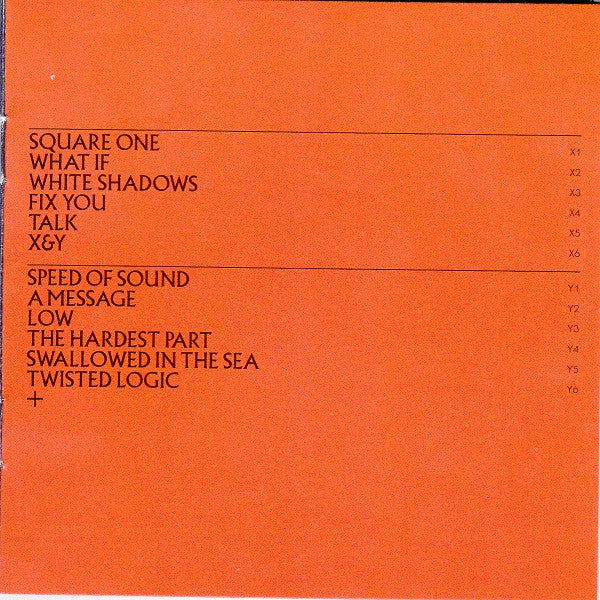 SQUARE ONE X1
WHAT IF X2
WHITE SHADOWS X3
FIX YOU X4
TALK X5
X&Y X6
SPEED OF SOUND Y1
A MESSAGE Y2
LOW Y3
THE HARDEST PART Y4
SWALLOWED IN THE SEA Y5
TWISTED LOGIC Y6
+